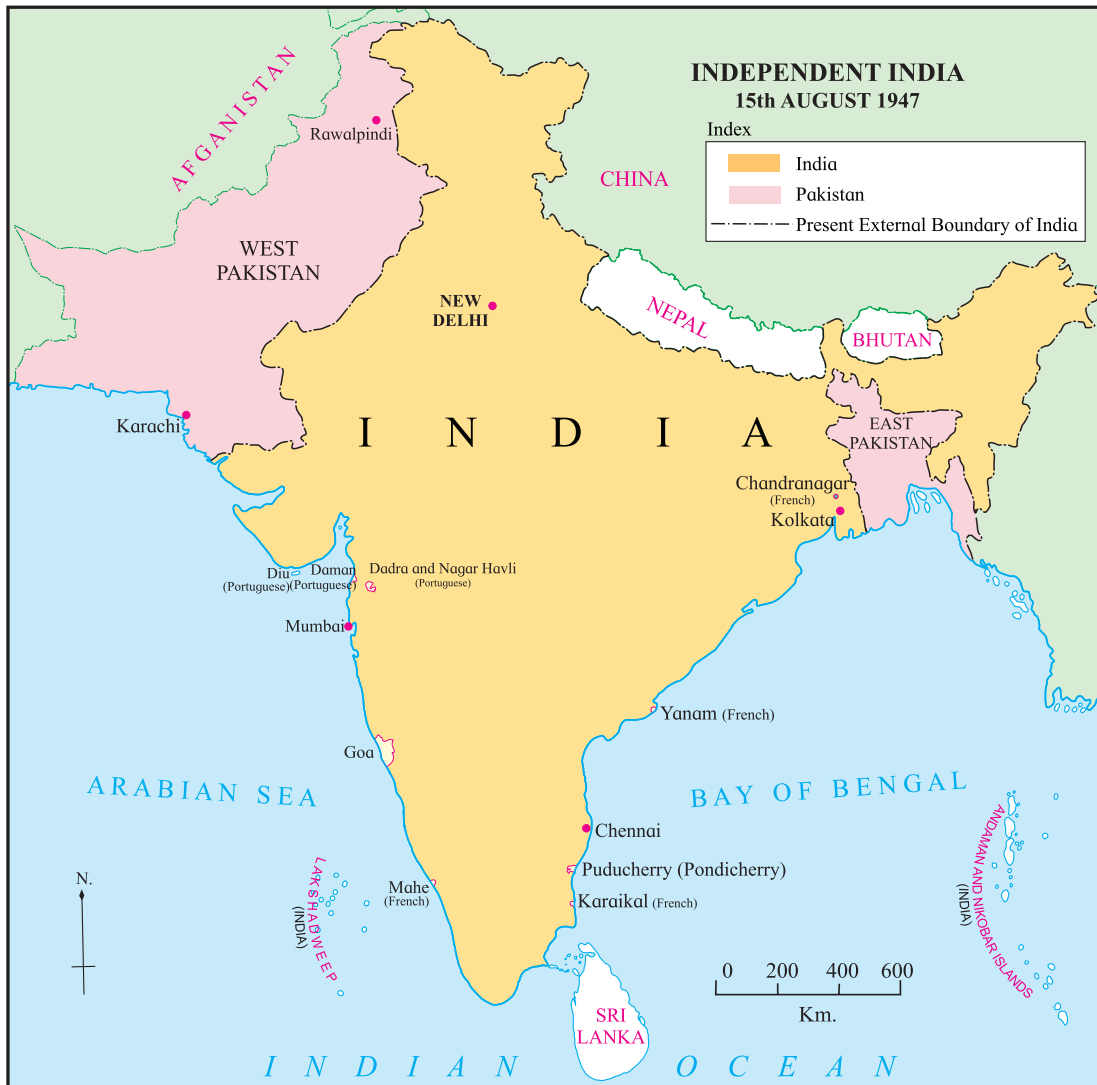 INDEPENDENT INDIA
15th AUGUST 1947
Index
India
Pakistan
Present External Boundary of India
AFGANISTAN
Rawalpindi
CHINA
WEST
PAKISTAN
NEW
DELHI
NEPAL
BHUTAN
Karachi
INDIA
EAST
PAKISTAN
Chandranagar
(French)
Kolkata
Diu
(Portuguese)
Daman
(Portuguese)
Dadra and Nagar Havli
(Portuguese)
Mumbai
Yanam (French)
Goa
ARABIAN SEA
BAY OF BENGAL
Chennai
Puducherry (Pondicherry)
Mahe
(French)
Karaikal (French)
LAKSHADWEEP
(INDIA)
ANDAMAN AND NIKOBAR ISLANDS
(INDIA)
N.
0 200 400 600
Km.
SRI
LANKA
INDIAN OCEAN